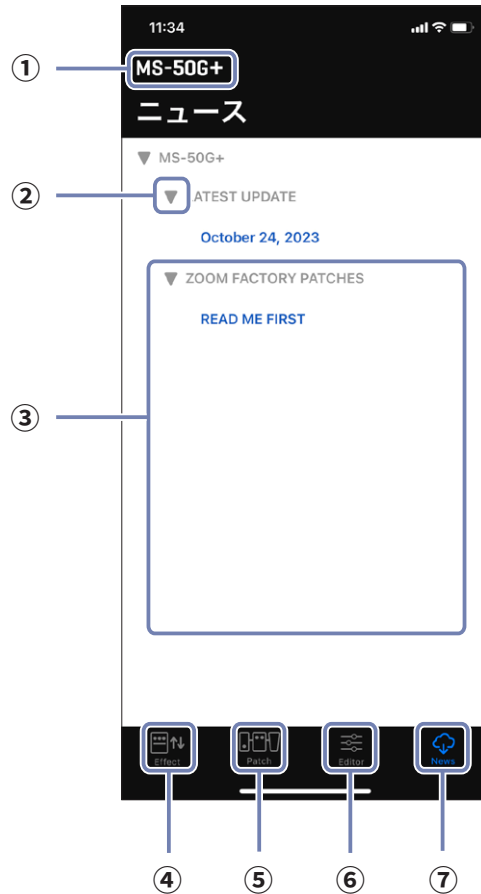 11:34
① MS-50G+
ニュース
▼ MS-50G+
② ▼ ATEST UPDATE
October 24, 2023
▼ ZOOM FACTORY PATCHES
READ ME FIRST
③
Effect Patch Editor News
④ ⑤ ⑥ ⑦